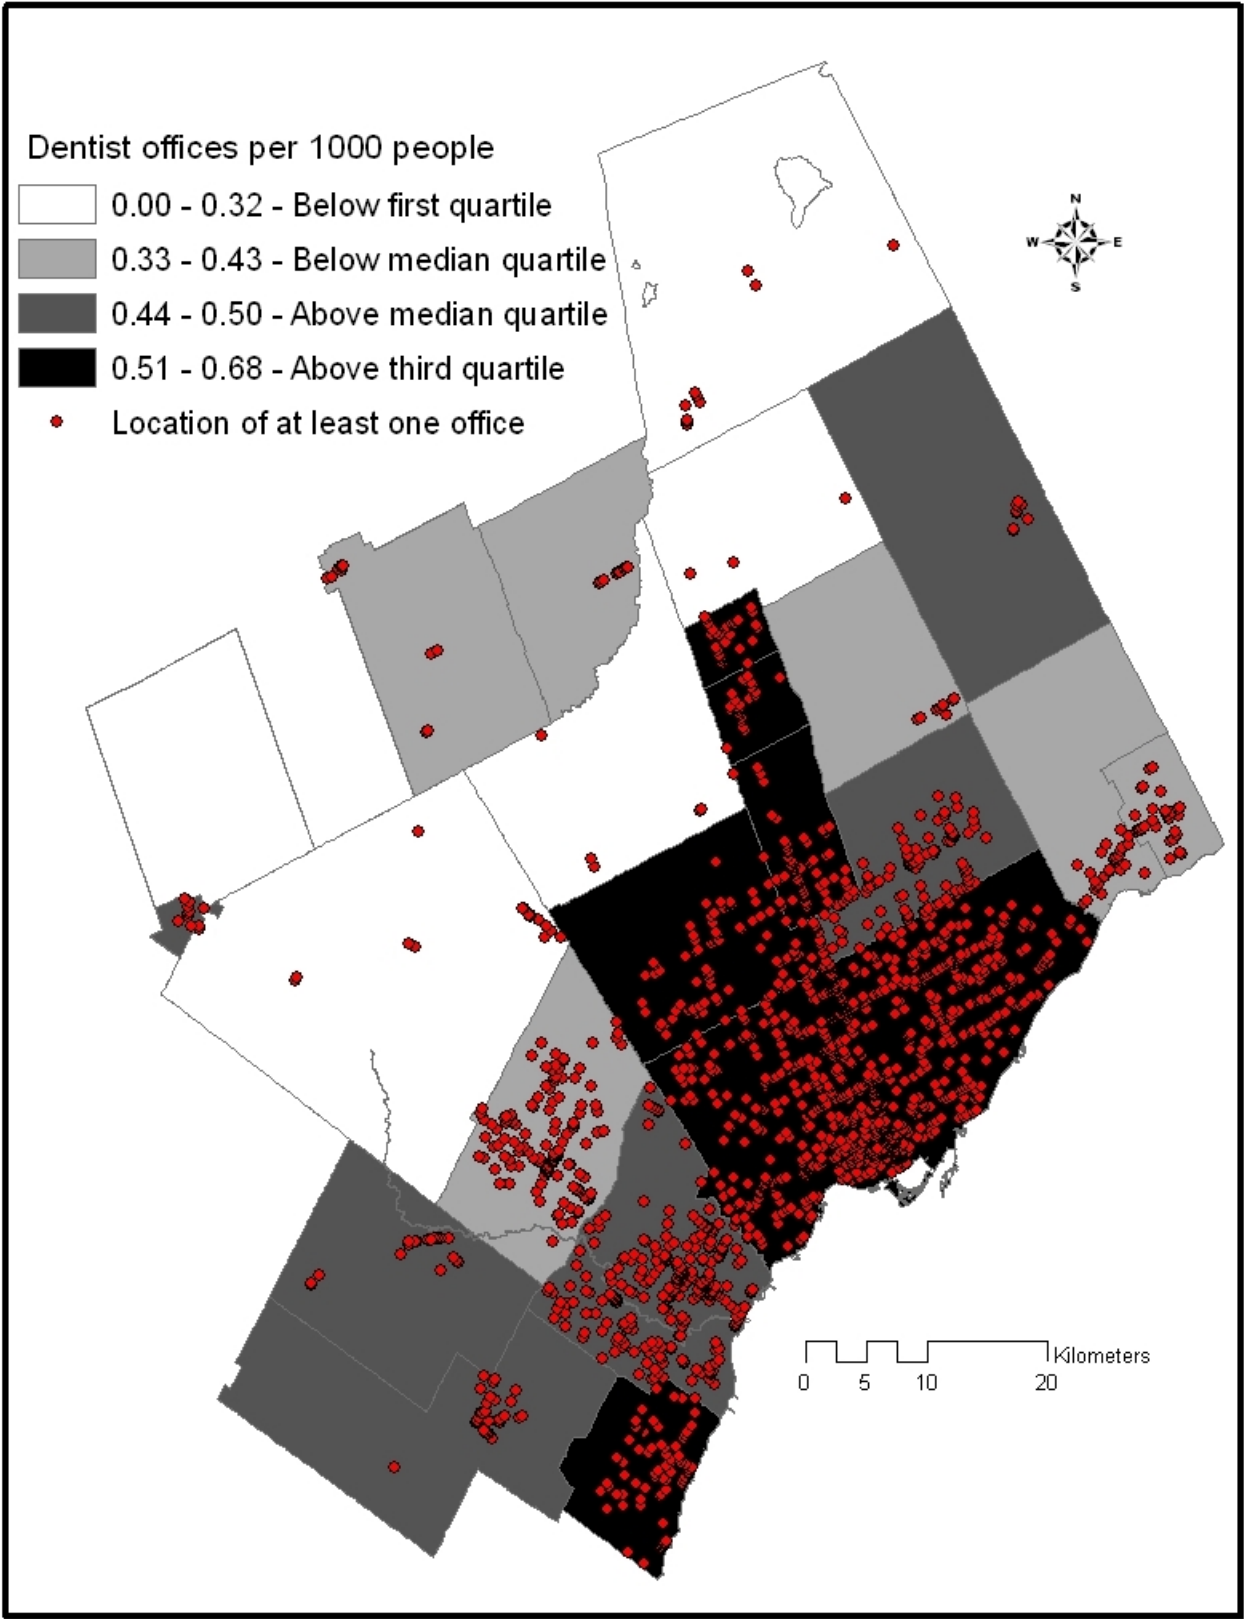 Dentist offices per 1000 people
0.00 - 0.32 - Below first quartile
0.33 - 0.43 - Below median quartile
0.44 - 0.50 - Above median quartile
0.51 - 0.68 - Above third quartile
Location of at least one office
N
W E
S
Kilometers
0 5 10 20